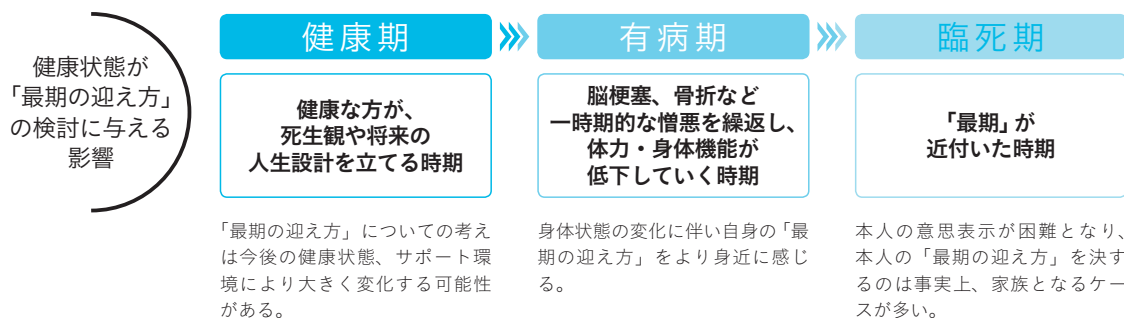 健康状態が
「最期の迎え方」
の検討に与える
影響
健康期
健康な方が、
死生観や将来の
人生設計を立てる時期
「最期の迎え方」についての考え
は今後の健康状態、サポート環
境により大きく変化する可能性
がある。
有病期
脳梗塞、骨折など
一時期的な憎悪を繰返し、
体力・身体機能が
低下していく時期
身体状態の変化に伴い自身の「最
期の迎え方」をより身近に感じ
る。
臨死期
「最期」が
近付いた時期
本人の意思表示が困難となり、
本人の「最期の迎え方」を決す
るのは事実上、家族となるケー
スが多い。